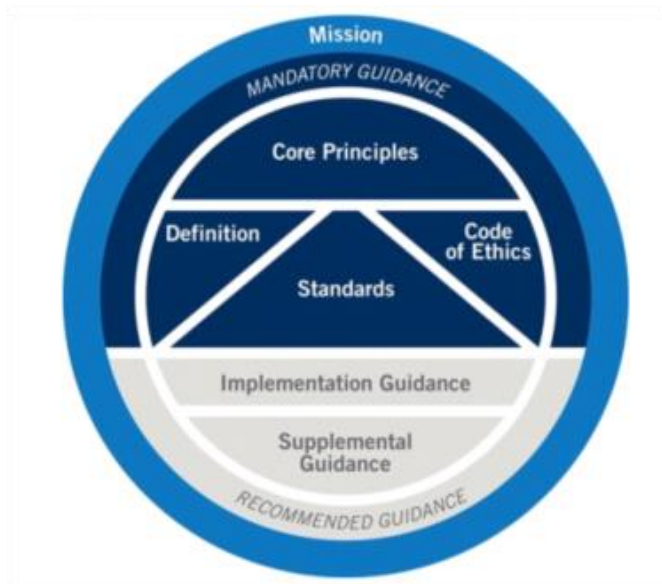 Mission
MANDATORY GUIDANCE
Core Principles
Definition
Code
of Ethics
Standards
Implementation Guidance
Supplemental
Guidance
RECOMMENDED GUIDANCE